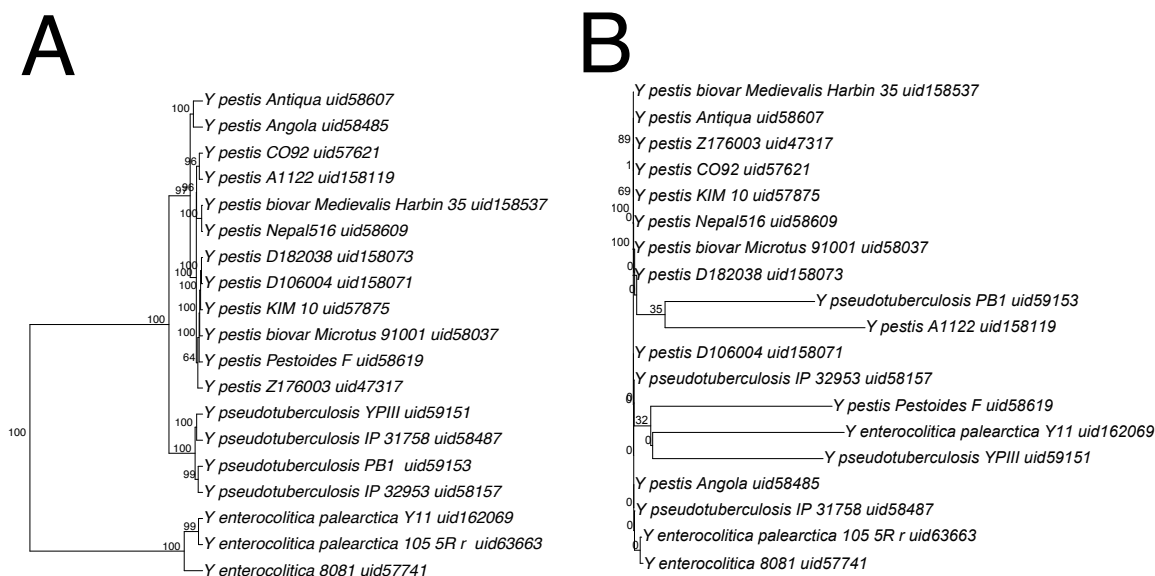 A
Y pestis Antiqua uid58607
100
Y pestis Angola uid58485
Y pestis CO92 uid57621
96
Y pestis A1122 uid158119
97
96
Y pestis biovar Medievalis Harbin 35 uid158537
100
Y pestis Nepal516 uid58609
Y pestis D182038 uid158073
100
100
Y pestis D106004 uid158071
100
Y pestis KIM 10 uid57875
100
100
Y pestis biovar Microtus 91001 uid58037
100
64
Y pestis Pestoides F uid58619
Y pestis Z176003 uid47317
Y pseudotuberculosis YPIII uid59151
100
100
Y pseudotuberculosis IP 31758 uid58487
100
Y pseudotuberculosis PB1 uid59153
99
Y pseudotuberculosis IP 32953 uid58157
Y enterocolitica palearctica Y11 uid162069
99
Y enterocolitica palearctica 105 5R r uid63663
100
Y enterocolitica 8081 uid57741
B
Y pestis biovar Medievalis Harbin 35 uid158537
Y pestis Antiqua uid58607
89
Y pestis Z176003 uid47317
1
Y pestis CO92 uid57621
69
Y pestis KIM 10 uid57875
100
0
Y pestis Nepal516 uid58609
100
Y pestis biovar Microtus 91001 uid58037
0
Y pestis D182038 uid158073
0
Y pseudotuberculosis PB1 uid59153
35
Y pestis A1122 uid158119
Y pestis D106004 uid158071
Y pseudotuberculosis IP 32953 uid58157
0
Y pestis Pestoides F uid58619
32
Y enterocolitica palearctica Y11 uid162069
0
0
Y pseudotuberculosis YPIII uid59151
Y pestis Angola uid58485
0
Y pseudotuberculosis IP 31758 uid58487
0
Y enterocolitica palearctica 105 5R r uid63663
0
Y enterocolitica 8081 uid57741